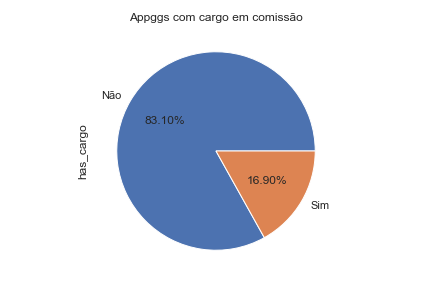 Appggs com cargo em comissão
Não
83.10%
has_cargo
16.90%
Sim